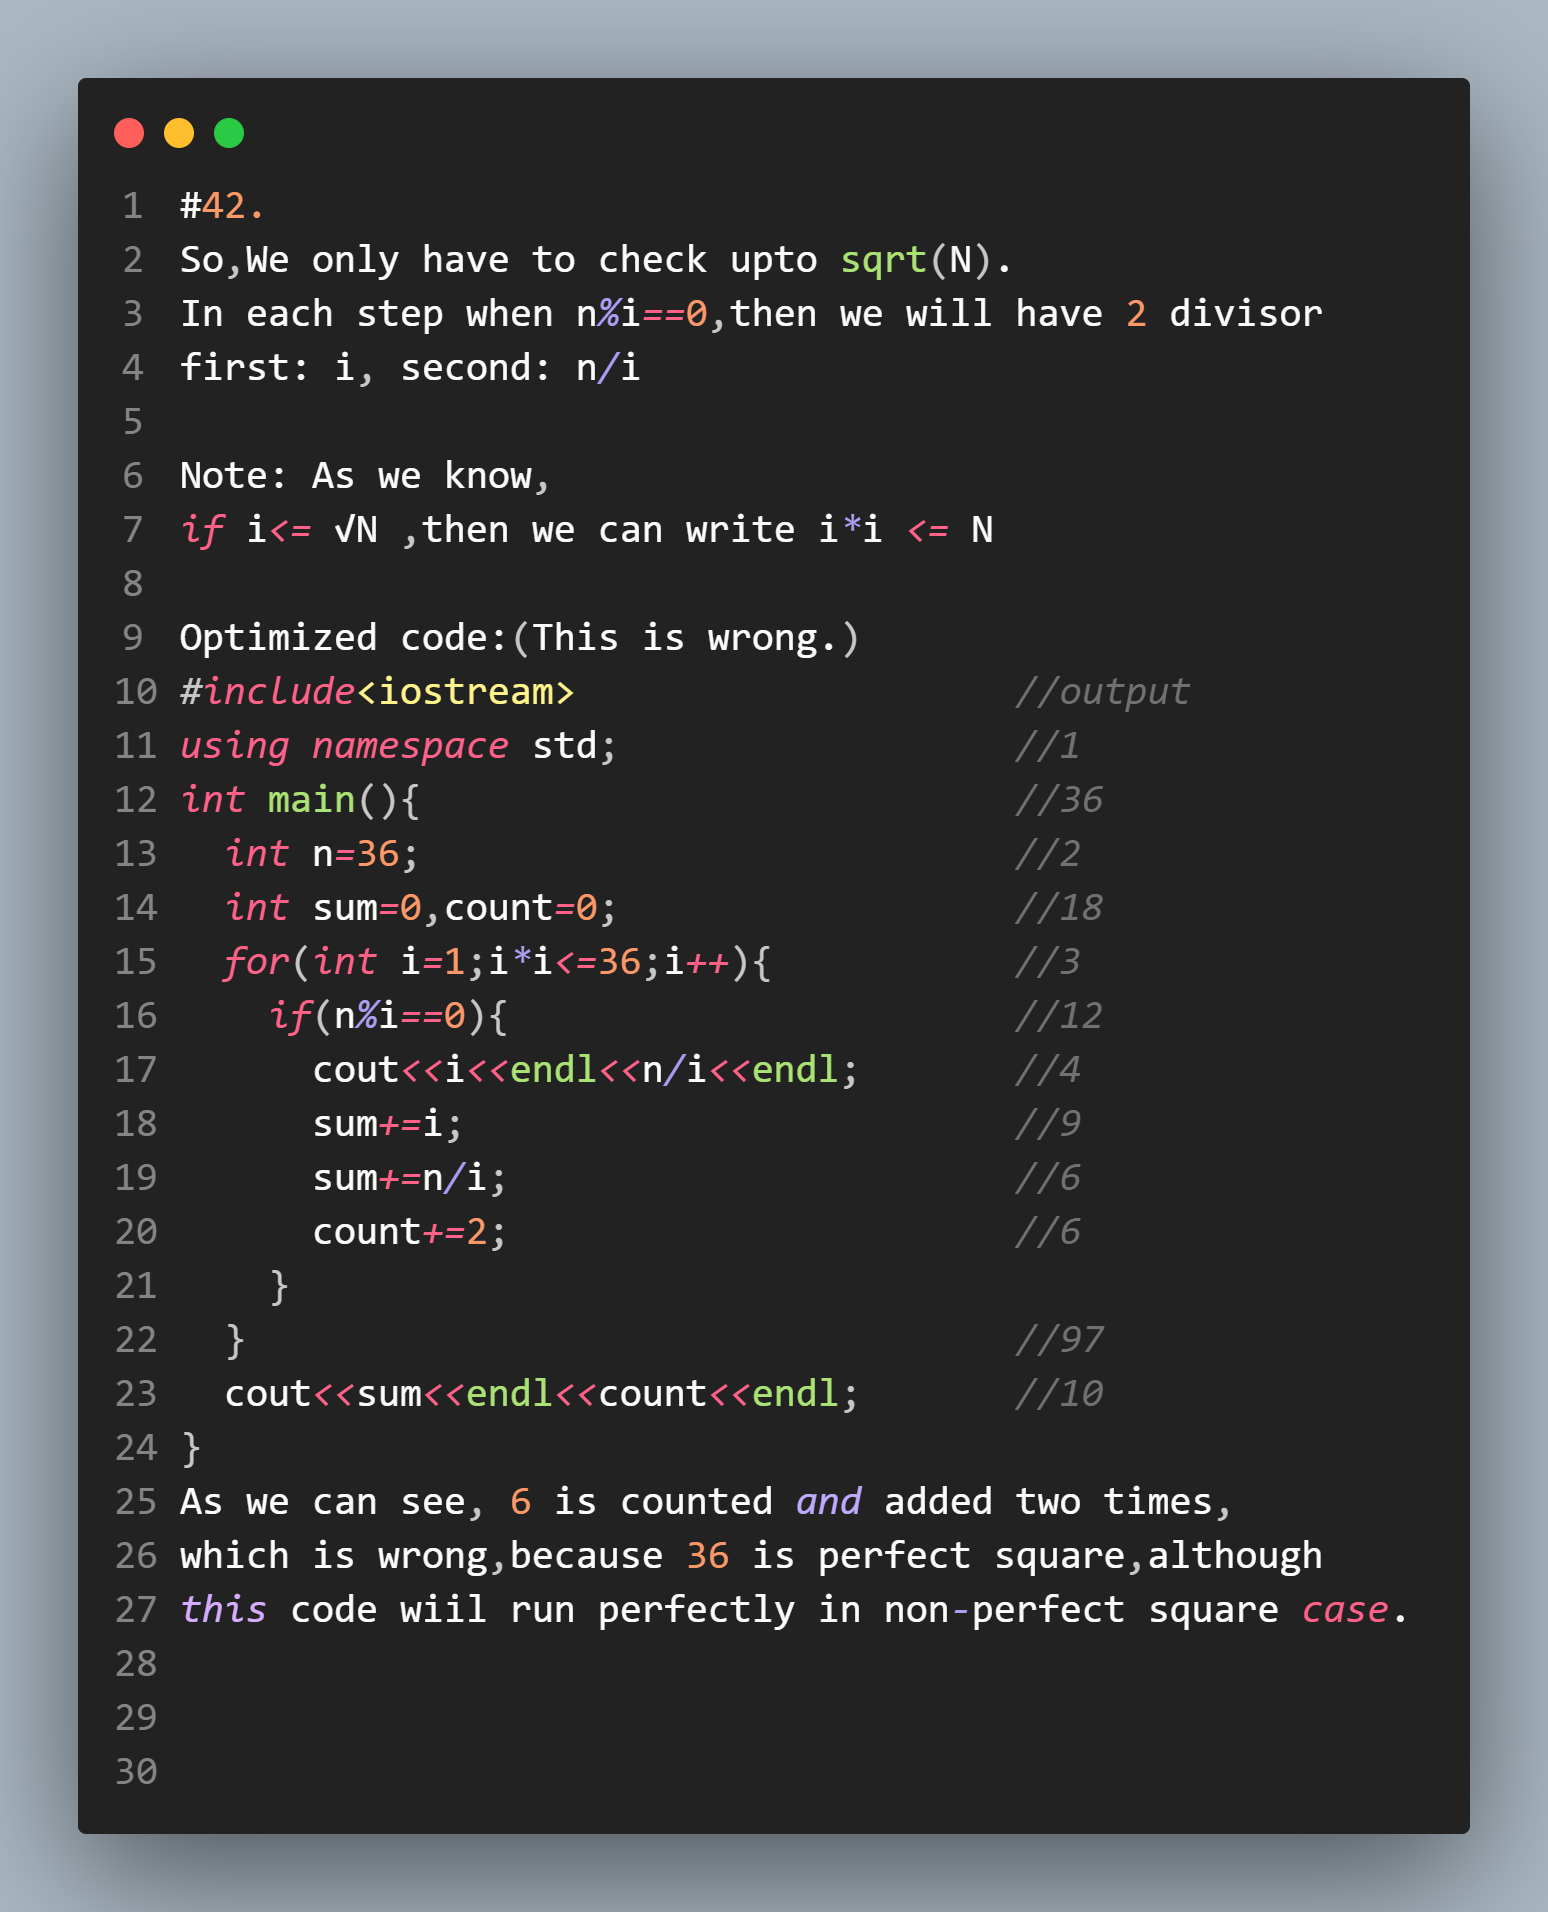 1 #42.
2 So,We only have to check upto sqrt(N).
3 In each step when n%i==0,then we will have 2 divisor
4 first: i, second: n/i
5
6 Note: As we know,
7 if i<= √N ,then we can write i*i <= N
8
9 Optimized code:(This is wrong.)
10 #include<iostream>                    //output
11 using namespace std;                  //1
12 int main(){                           //36
13   int n=36;                           //2
14   int sum=0,count=0;                  //18
15   for(int i=1;i*i<=36;i++){           //3
16     if(n%i==0){                       //12
17       cout<<i<<endl<<n/i<<endl;       //4
18       sum+=i;                         //9
19       sum+=n/i;                       //6
20       count+=2;                       //6
21     }
22   }                                   //97
23   cout<<sum<<endl<<count<<endl;       //10
24 }
25 As we can see, 6 is counted and added two times,
26 which is wrong,because 36 is perfect square,although
27 this code wiil run perfectly in non-perfect square case.
28
29
30